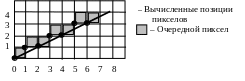 4
3
2
1
0 1 2 3 4 5 6 7 8
– Вычисленные позиции
пикселов
– Очередной пиксел